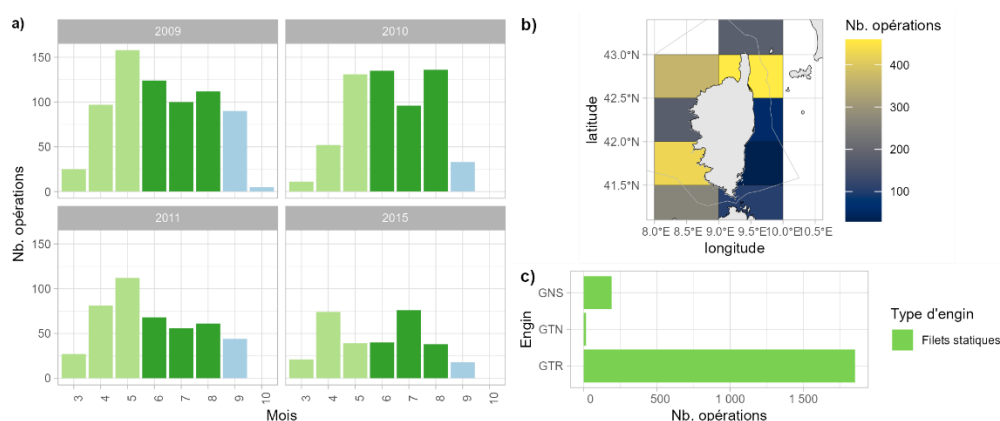 a)
2009
2010
150
100
50
0
2011
2015
150
100
50
0
Nb. opérations
3 4 5 6 7 8 9 10
3 4 5 6 7 8 9 10
Mois
b)
43.0°N
42.5°N
42.0°N
41.5°N
latitude
8.0°E 8.5°E 9.0°E 9.5°E 10.0°E 10.5°E
longitude
Nb. opérations
400
300
200
100
c)
GNS
GTN
GTR
Engin
0 500 1 000 1 500
Nb. opérations
Type d'engin
Filets statiques